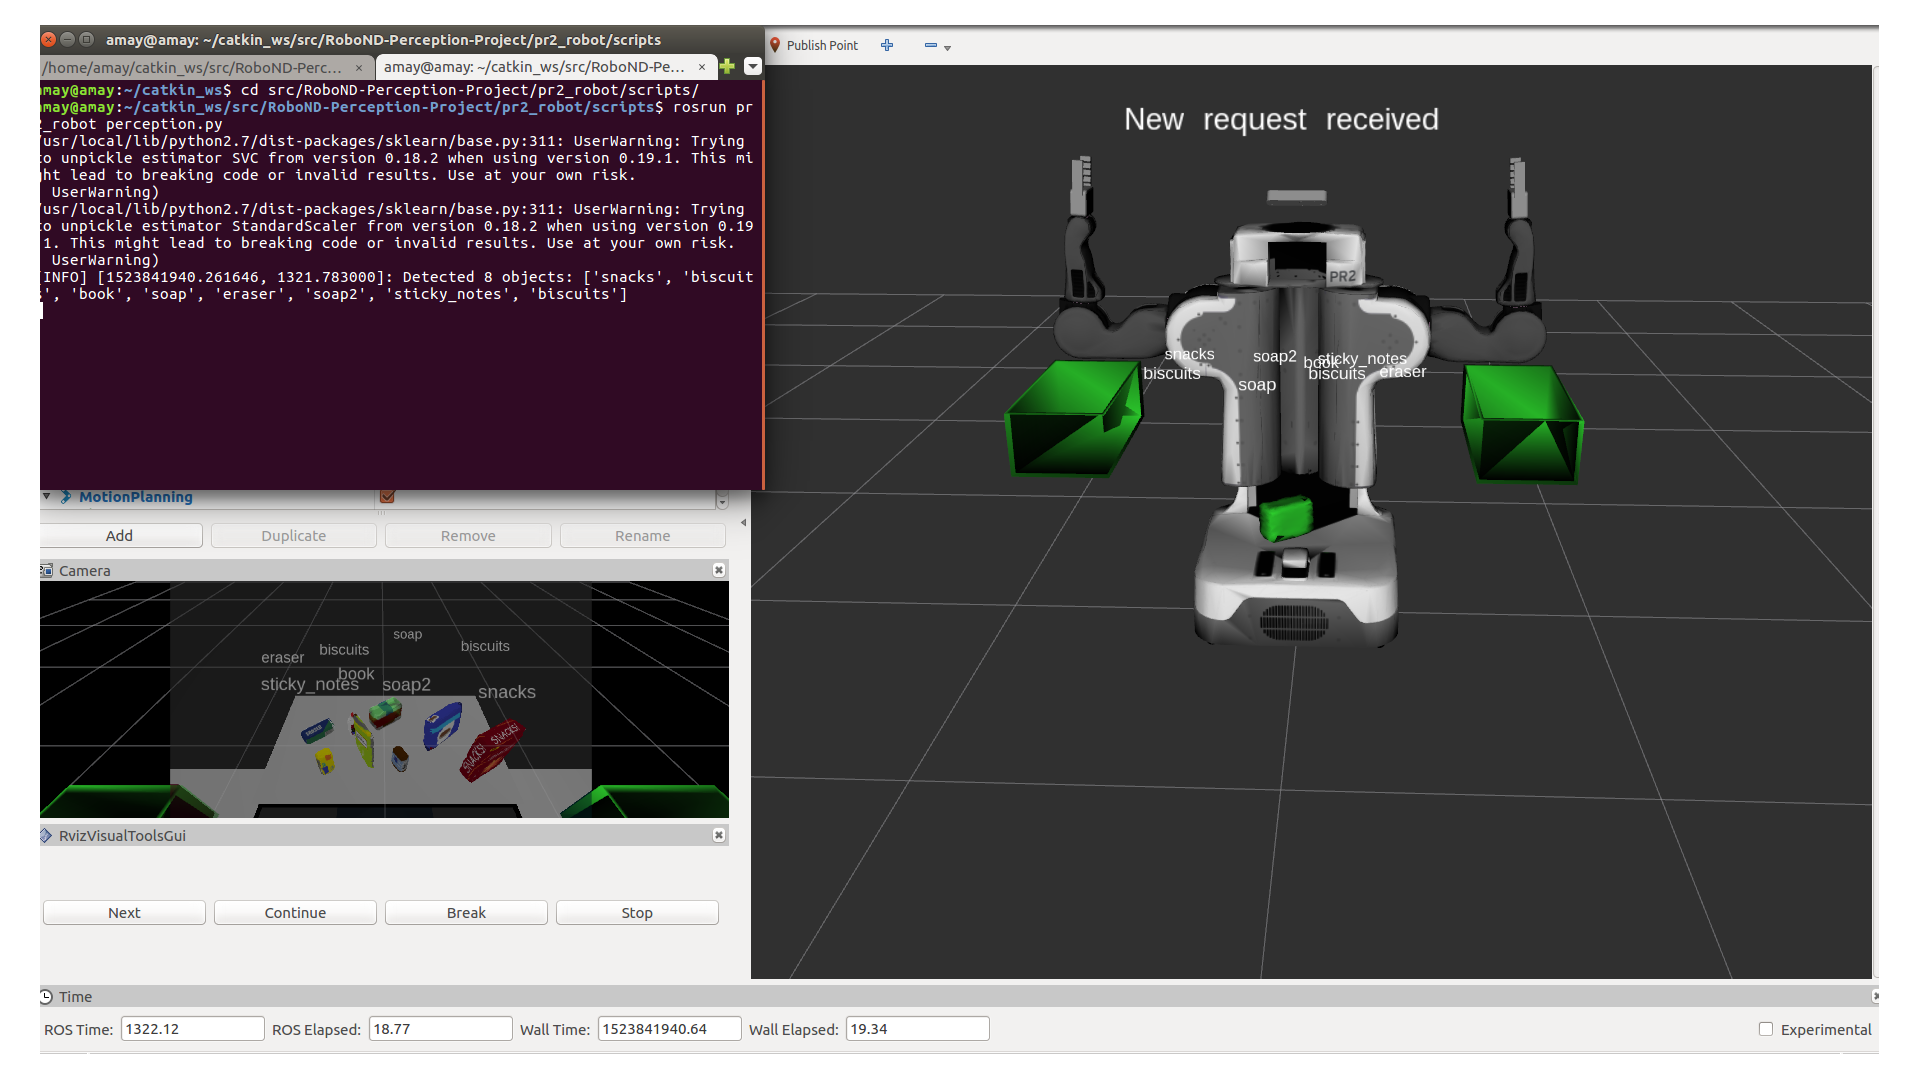 amay@amay: ~/catkin_ws/src/RoboND-Perception-Project/pr2_robot/scripts
/home/amay/catkin_ws/src/RoboND-Perc... ×
amay@amay: ~/catkin_ws/src/RoboND-Pe... ×
amay@amay:~/catkin_ws$ cd src/RoboND-Perception-Project/pr2_robot/scripts/
amay@amay:~/catkin_ws/src/RoboND-Perception-Project/pr2_robot/scripts$ rosrun pr
2_robot perception.py
/usr/local/lib/python2.7/dist-packages/sklearn/base.py:311: UserWarning: Trying
to unpickle estimator SVC from version 0.18.2 when using version 0.19.1. This mi
ght lead to breaking code or invalid results. Use at your own risk.
UserWarning)
/usr/local/lib/python2.7/dist-packages/sklearn/base.py:311: UserWarning: Trying
to unpickle estimator StandardScaler from version 0.18.2 when using version 0.19
.1. This might lead to breaking code or invalid results. Use at your own risk.
UserWarning)
[INFO] [1523841940.261646, 1321.783000]: Detected 8 objects: ['snacks', 'biscuit
s', 'book', 'soap', 'eraser', 'soap2', 'sticky_notes', 'biscuits']
Publish Point
New request received
PR2
snacks
soap2
book
sticky_notes
biscuits
biscuits
eraser
soap
MotionPlanning
Add
Duplicate
Remove
Rename
Camera
soap
biscuits
biscuits
eraser
book
sticky_notes
soap2
snacks
SNACKS
SNACKS
RvizVisualToolsGui
Next
Continue
Break
Stop
Time
ROS Time: 1322.12 ROS Elapsed: 18.77 Wall Time: 1523841940.64 Wall Elapsed: 19.34 Experimental